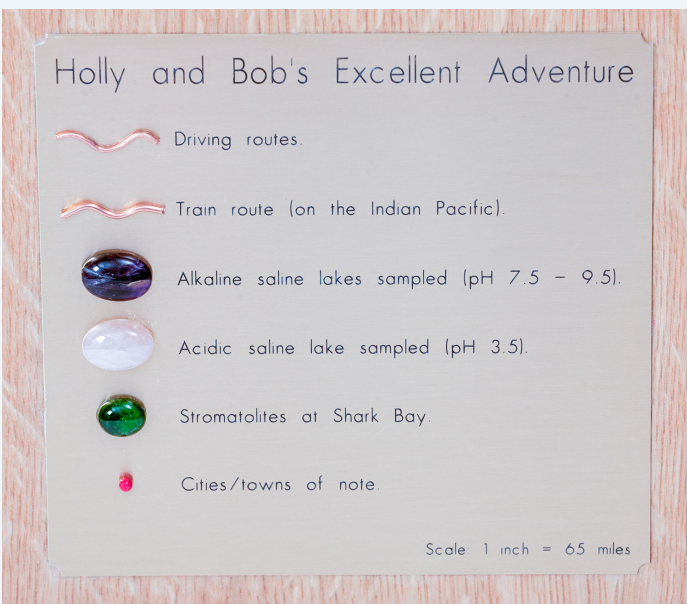 Holly and Bob's Excellent Adventure
Driving routes.
Train route (on the Indian Pacific).
Alkaline saline lakes sampled (pH 7.5 – 9.5).
Acidic saline lake sampled (pH 3.5).
Stromatolites at Shark Bay.
Cities/towns of note.
Scale: 1 inch = 65 miles